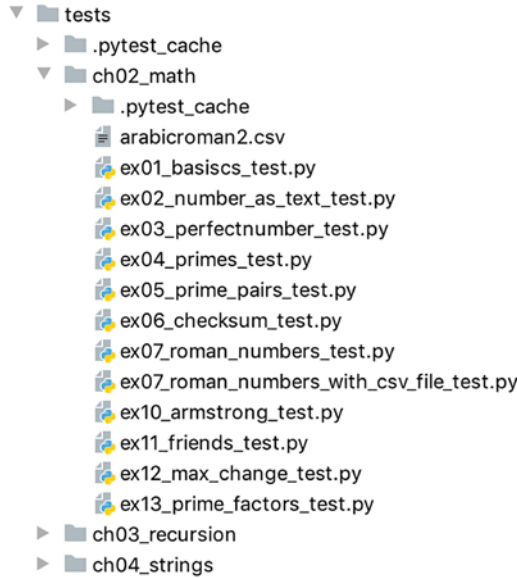 tests
.pytest_cache
ch02_math
.pytest_cache
arabicroman2.csv
ex01_basiscs_test.py
ex02_number_as_text_test.py
ex03_perfectnumber_test.py
ex04_primes_test.py
ex05_prime_pairs_test.py
ex06_checksum_test.py
ex07_roman_numbers_test.py
ex07_roman_numbers_with_csv_file_test.py
ex10_armstrong_test.py
ex11_friends_test.py
ex12_max_change_test.py
ex13_prime_factors_test.py
ch03_recursion
ch04_strings